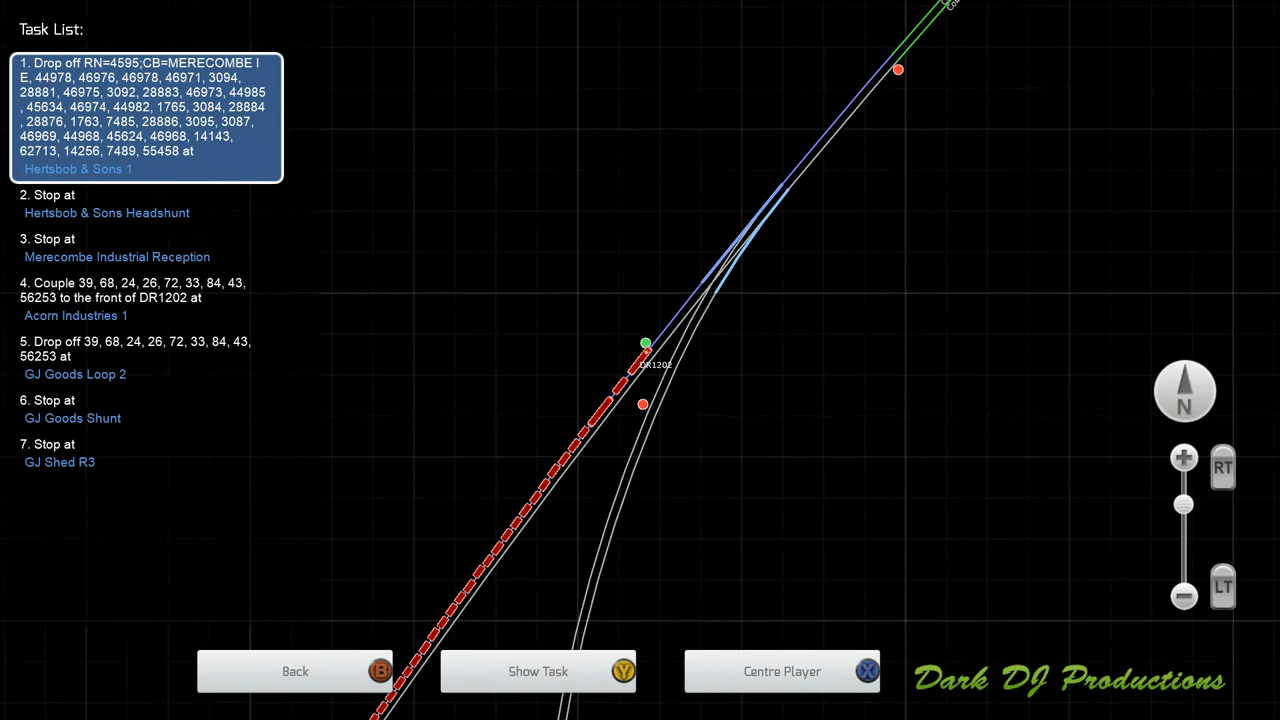 Task List:
1. Drop off RN=4595;CB=MERECOMBE I
E, 44978, 46976, 46978, 46971, 3094,
28881, 46975, 3092, 28883, 46973, 44985
, 45634, 46974, 44982, 1765, 3084, 28884
, 28876, 1763, 7485, 28886, 3095, 3087,
46969, 44968, 45624, 46968, 14143,
62713, 14256, 7489, 55458 at
Hertsbob & Sons 1
2. Stop at
Hertsbob & Sons Headshunt
3. Stop at
Merecombe Industrial Reception
4. Couple 39, 68, 24, 26, 72, 33, 84, 43,
56253 to the front of DR1202 at
Acorn Industries 1
5. Drop off 39, 68, 24, 26, 72, 33, 84, 43,
56253 at
GJ Goods Loop 2
6. Stop at
GJ Goods Shunt
7. Stop at
GJ Shed R3
DR1202
N
RT
LT
Back B
Show Task Y
Centre Player X
Dark DJ Productions